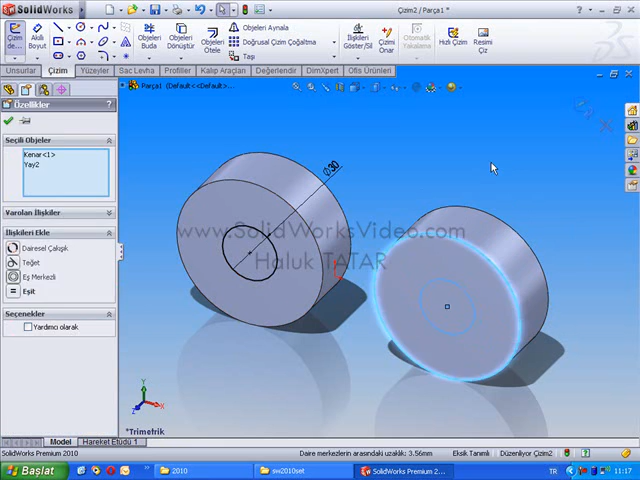 SolidWorks
Çizim2 / Parça1 *
Çizim de...
Akıllı Boyut
Objeleri Buda
Objeleri Dönüştür
Objeleri Ötele
Objeleri Aynala
Doğrusal Çizim Çoğaltma
Taşı
İlişkileri Göster/Sil
Çizimi Onar
Otomatik Yakalama
Hızlı Çizim
Resimi Çiz
Unsurlar
Çizim
Yüzeyler
Sac Levha
Profiller
Kalıp Araçları
Değerlendir
DimXpert
Ofis Ürünleri
Parça1 (Default<<Default>...
Özellikler
?
Seçili Objeler
Kenar<1>
Yay2
Varolan İlişkiler
İlişkileri Ekle
Dairesel Çakışık
Teğet
Eş Merkezli
Eşit
Seçenekler
Yardımcı olarak
Ø30
www.SolidWorksVideo.com
Haluk TATAR
Y
X
Z
*Trimetrik
Model
Hareket Etüdü 1
SolidWorks Premium 2010
Daire merkezlerin arasındaki uzaklık: 3.56mm
Eksik Tanımlı
Düzenliyor Çizim2
Başlat
2010
sw2010set
SolidWorks Premium 2...
TR
11:17